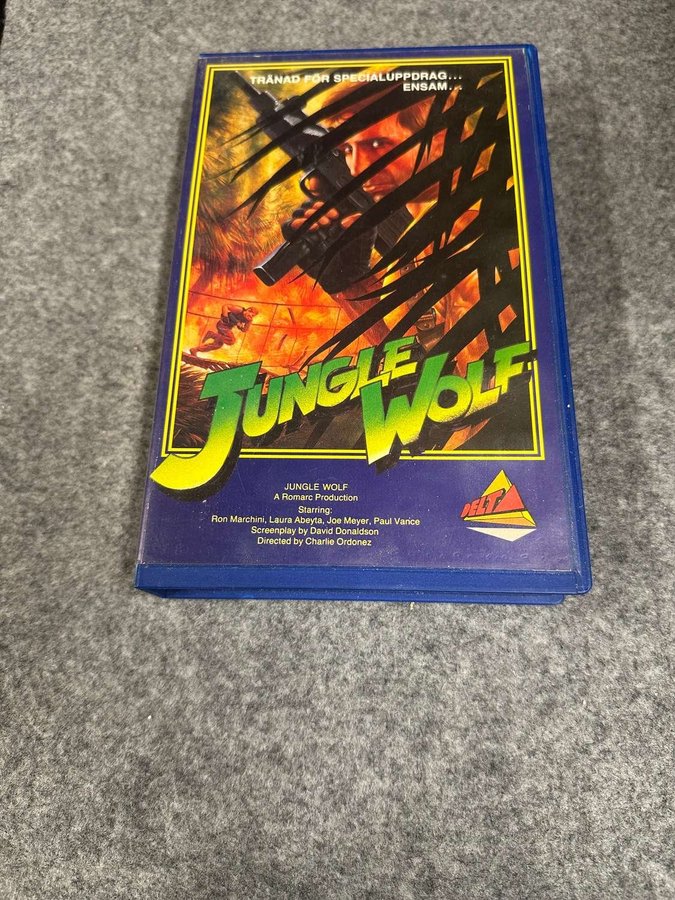 TRÄNAD FÖR SPECIALUPPDRAG...
ENSAM...
JUNGLE
WOLF
JUNGLE WOLF
A Romarc Production
Starring:
Ron Marchini, Laura Abeyta, Joe Meyer, Paul Vance
Screenplay by David Donaldson
Directed by Charlie Ordonez
DELTA